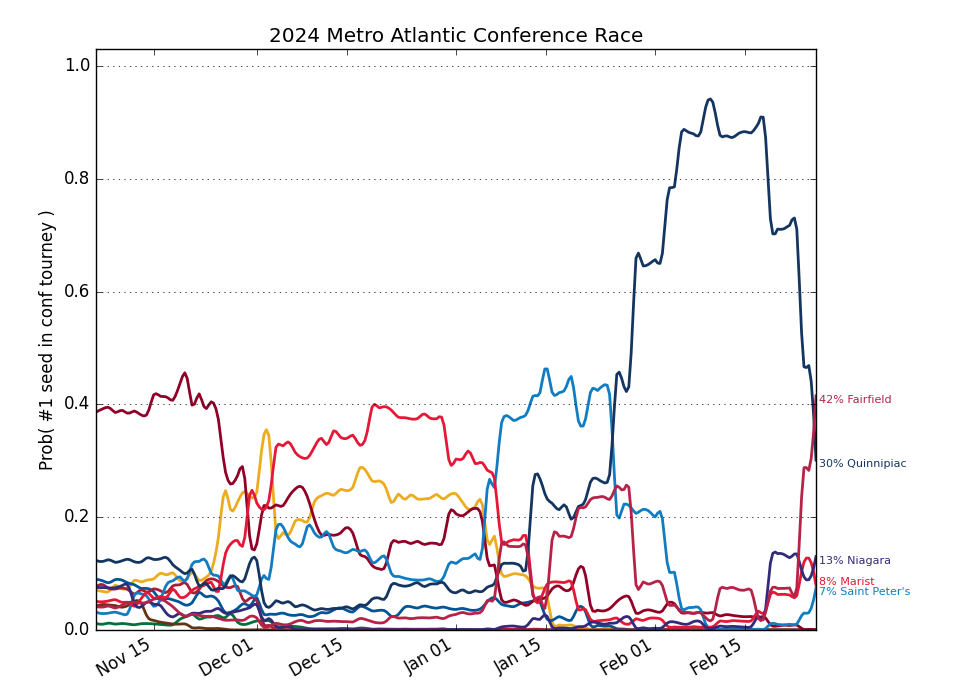 2024 Metro Atlantic Conference Race
Prob( #1 seed in conf tourney )
1.0
0.8
0.6
0.4
0.2
0.0
42% Fairfield
30% Quinnipiac
13% Niagara
8% Marist
7% Saint Peter's
Nov 15
Dec 01
Dec 15
Jan 01
Jan 15
Feb 01
Feb 15